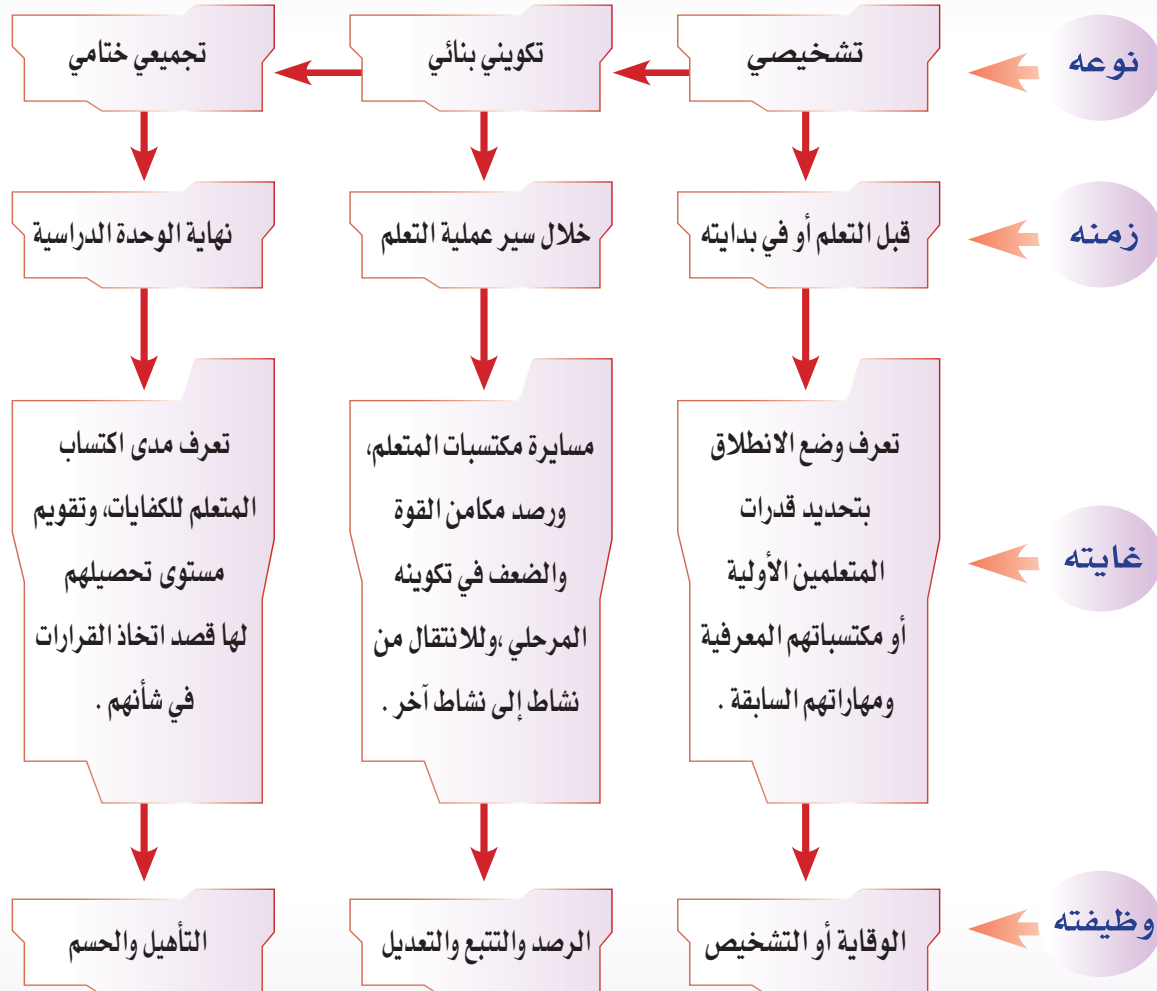 نوعه
تشخيصي
تكويني بنائي
تجميعي ختامي
زمنه
قبل التعلم أو في بدايته
خلال سير عملية التعلم
نهاية الوحدة الدراسية
غايته
تعرف وضع الانطلاق
بتحديد قدرات
المتعلمين الأولية
أو مكتسباتهم المعرفية
ومهاراتهم السابقة .
مسايرة مكتسبات المتعلم،
ورصد مكامن القوة
والضعف في تكوينه
المرحلي ،وللانتقال من
نشاط إلى نشاط آخر .
تعرف مدى اكتساب
المتعلم للكفايات، وتقويم
مستوى تحصيلهم
لها قصد اتخاذ القرارات
في شأنهم .
وظيفته
الوقاية أو التشخيص
الرصد والتتبع والتعديل
التأهيل والحسم